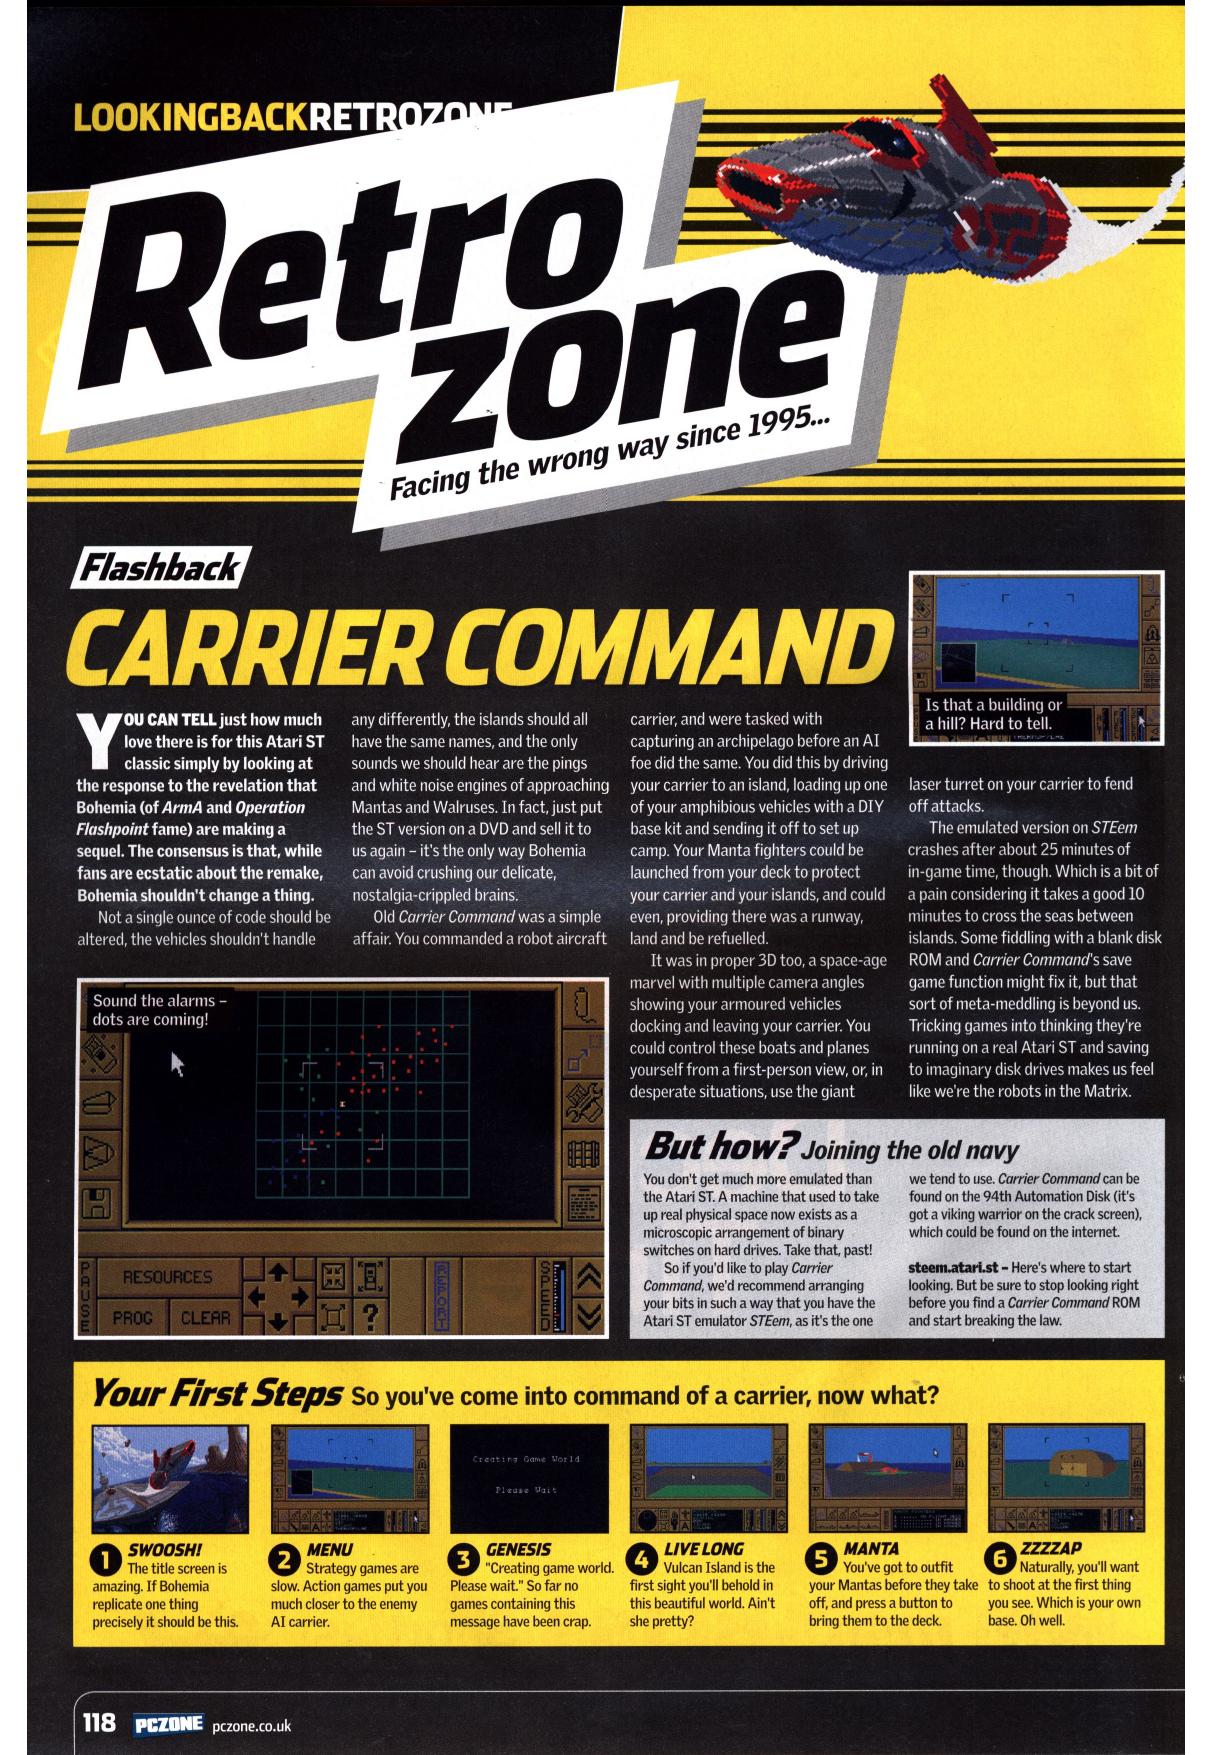 LOOKINGBACKRETROZONE
Retro
zone
Facing the wrong way since 1995...
Flashback
CARRIER COMMAND
YOU CAN TELL just how much
love there is for this Atari ST
classic simply by looking at
the response to the revelation that
Bohemia (of ArmA and Operation
Flashpoint fame) are making a
sequel. The consensus is that, while
fans are ecstatic about the remake,
Bohemia shouldn't change a thing.
Not a single ounce of code should be
altered, the vehicles shouldn't handle
any differently, the islands should all
have the same names, and the only
sounds we should hear are the pings
and white noise engines of approaching
Mantas and Walruses. In fact, just put
the ST version on a DVD and sell it to
us again – it's the only way Bohemia
can avoid crushing our delicate,
nostalgia-crippled brains.
Old Carrier Command was a simple
affair. You commanded a robot aircraft
carrier, and were tasked with
capturing an archipelago before an AI
foe did the same. You did this by driving
your carrier to an island, loading up one
of your amphibious vehicles with a DIY
base kit and sending it off to set up
camp. Your Manta fighters could be
launched from your deck to protect
your carrier and your islands, and could
even, providing there was a runway,
land and be refuelled.
It was in proper 3D too, a space-age
marvel with multiple camera angles
showing your armoured vehicles
docking and leaving your carrier. You
could control these boats and planes
yourself from a first-person view, or, in
desperate situations, use the giant
Is that a building or
a hill? Hard to tell.
laser turret on your carrier to fend
off attacks.
The emulated version on STEem
crashes after about 25 minutes of
in-game time, though. Which is a bit of
a pain considering it takes a good 10
minutes to cross the seas between
islands. Some fiddling with a blank disk
ROM and Carrier Command's save
game function might fix it, but that
sort of meta-meddling is beyond us.
Tricking games into thinking they're
running on a real Atari ST and saving
to imaginary disk drives makes us feel
like we're the robots in the Matrix.
Sound the alarms –
dots are coming!
PAUSE
RESOURCES
PROG CLEAR
?
REPORT
SPEED
But how? Joining the old navy
You don't get much more emulated than
the Atari ST. A machine that used to take
up real physical space now exists as a
microscopic arrangement of binary
switches on hard drives. Take that, past!
So if you'd like to play Carrier
Command, we'd recommend arranging
your bits in such a way that you have the
Atari ST emulator STEem, as it's the one
we tend to use. Carrier Command can be
found on the 94th Automation Disk (it's
got a viking warrior on the crack screen),
which could be found on the internet.
steem.atari.st – Here's where to start
looking. But be sure to stop looking right
before you find a Carrier Command ROM
and start breaking the law.
Your First Steps So you've come into command of a carrier, now what?
1 SWOOSH!
The title screen is
amazing. If Bohemia
replicate one thing
precisely it should be this.
2 MENU
Strategy games are
slow. Action games put you
much closer to the enemy
AI carrier.
Creating Game World
Please Wait
3 GENESIS
"Creating game world.
Please wait." So far no
games containing this
message have been crap.
4 LIVE LONG
Vulcan Island is the
first sight you'll behold in
this beautiful world. Ain't
she pretty?
5 MANTA
You've got to outfit
your Mantas before they take
off, and press a button to
bring them to the deck.
6 ZZZZAP
Naturally, you'll want
to shoot at the first thing
you see. Which is your own
base. Oh well.
118 PCZONE pczone.co.uk